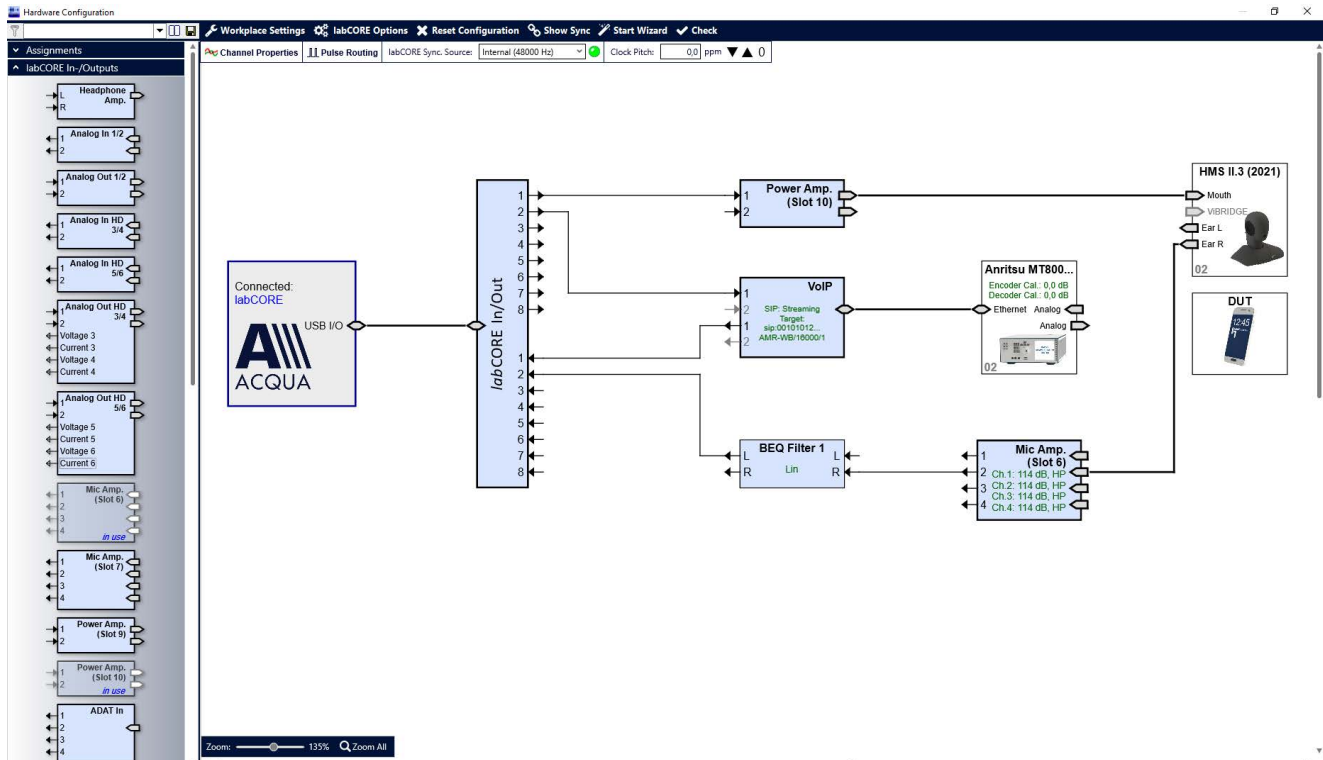 Hardware Configuration
Workplace Settings labCORE Options Reset Configuration Show Sync Start Wizard Check
Assignments
labCORE In-/Outputs
Channel Properties Pulse Routing labCORE Sync. Source: Internal (48000 Hz) Clock Pitch: 0,0 ppm 0
Headphone
Amp.
L
R
Analog In 1/2
1
2
Analog Out 1/2
1
2
Analog In HD
3/4
1
2
Analog In HD
5/6
1
2
Analog Out HD
3/4
1
2
Voltage 3
Current 3
Voltage 4
Current 4
Analog Out HD
5/6
1
2
Voltage 5
Current 5
Voltage 6
Current 6
Mic Amp.
(Slot 6)
1
2
3
4
in use
Mic Amp.
(Slot 7)
1
2
3
4
Power Amp.
(Slot 9)
1
2
Power Amp.
(Slot 10)
1
2
in use
ADAT In
1
2
3
4
Connected:
labCORE
USB I/O
ACQUA
labCORE In/Out
1
2
3
4
5
6
7
8
1
2
3
4
5
6
7
8
Power Amp.
(Slot 10)
1
2
VoIP
1
2
1
2
SIP: Streaming
Target:
sip:00101012...
AMR-WB/16000/1
BEQ Filter 1
L Lin L
R R
Anritsu MT800...
Encoder Cal.: 0,0 dB
Decoder Cal.: 0,0 dB
Ethernet Analog
Analog
02
Mic Amp.
(Slot 6)
1
2 Ch.1: 114 dB, HP
3 Ch.2: 114 dB, HP
Ch.3: 114 dB, HP
4 Ch.4: 114 dB, HP
HMS II.3 (2021)
Mouth
VIBRIDGE
Ear L
Ear R
02
DUT
12:45
Zoom: 135% Zoom All